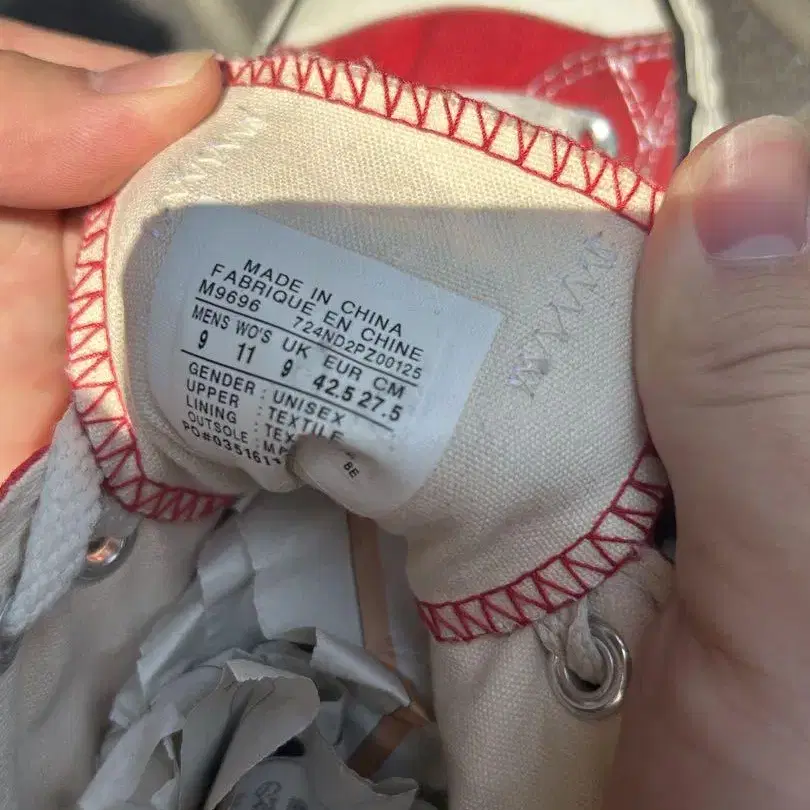 MADE IN CHINA
FABRIQUE EN CHINE
M9696 724ND2PZ00125
MENS WO'S UK EUR CM
9 11 9 42.5 27.5
GENDER : UNISEX
UPPER : TEXTILE
LINING :
OUTSOLE :
BE